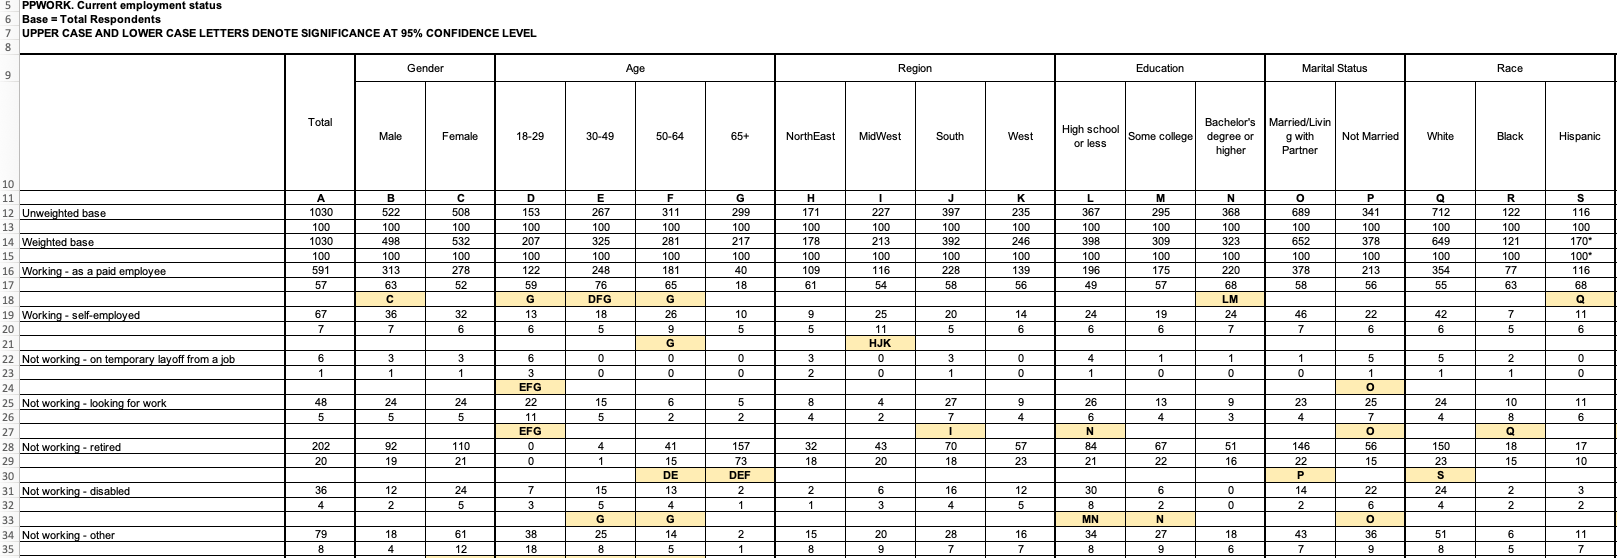 5 PPWORK. Current employment status
6 Base = Total Respondents
7 UPPER CASE AND LOWER CASE LETTERS DENOTE SIGNIFICANCE AT 95% CONFIDENCE LEVEL
8
9 Gender Age Region Education Marital Status Race
10 Total Male Female 18-29 30-49 50-64 65+ NorthEast MidWest South West High school or less Some college Bachelor's degree or higher Married/Livin g with Partner Not Married White Black Hispanic
11 A B C D E F G H I J K L M N O P Q R S
12 Unweighted base 1030 522 508 153 267 311 299 171 227 397 235 367 295 368 689 341 712 122 116
13 100 100 100 100 100 100 100 100 100 100 100 100 100 100 100 100 100 100 100
14 Weighted base 1030 498 532 207 325 281 217 178 213 392 246 398 309 323 652 378 649 121 170*
15 100 100 100 100 100 100 100 100 100 100 100 100 100 100 100 100 100 100 100*
16 Working - as a paid employee 591 313 278 122 248 181 40 109 116 228 139 196 175 220 378 213 354 77 116
17 57 63 52 59 76 65 18 61 54 58 56 49 57 68 58 56 55 63 68
18 C G DFG G LM Q
19 Working - self-employed 67 36 32 13 18 26 10 9 25 20 14 24 19 24 46 22 42 7 11
20 7 7 6 6 5 9 5 5 11 5 6 6 6 7 7 6 6 5 6
21 G HJK
22 Not working - on temporary layoff from a job 6 3 3 6 0 0 0 3 0 3 0 4 1 1 1 5 5 2 0
23 1 1 1 3 0 0 0 2 0 1 0 1 0 0 0 1 1 1 0
24 EFG O
25 Not working - looking for work 48 24 24 22 15 6 5 8 4 27 9 26 13 9 23 25 24 10 11
26 5 5 5 11 5 2 2 4 2 7 4 6 4 3 4 7 4 8 6
27 EFG I N O Q
28 Not working - retired 202 92 110 0 4 41 157 32 43 70 57 84 67 51 146 56 150 18 17
29 20 19 21 0 1 15 73 18 20 18 23 21 22 16 22 15 23 15 10
30 DE DEF P S
31 Not working - disabled 36 12 24 7 15 13 2 2 6 16 12 30 6 0 14 22 24 2 3
32 4 2 5 3 5 4 1 1 3 4 5 8 2 0 2 6 4 2 2
33 G G MN N O
34 Not working - other 79 18 61 38 25 14 2 15 20 28 16 34 27 18 43 36 51 6 11
35 8 4 12 18 8 5 1 8 9 7 7 8 9 6 7 9 8 5 7